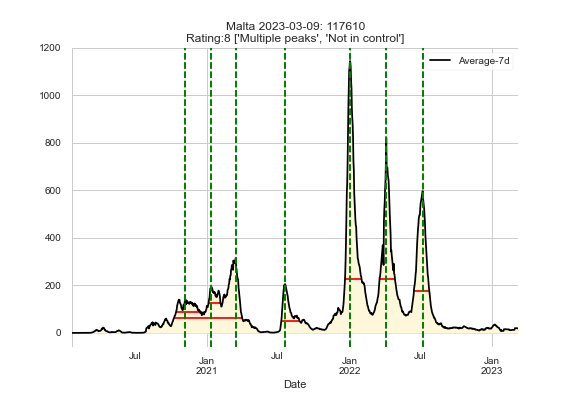 Malta 2023-03-09: 117610
Rating:8 ['Multiple peaks', 'Not in control']
1200
1000
800
600
400
200
0
Average-7d
Jul
Jan
2021
Jul
Jan
2022
Jul
Jan
2023
Date